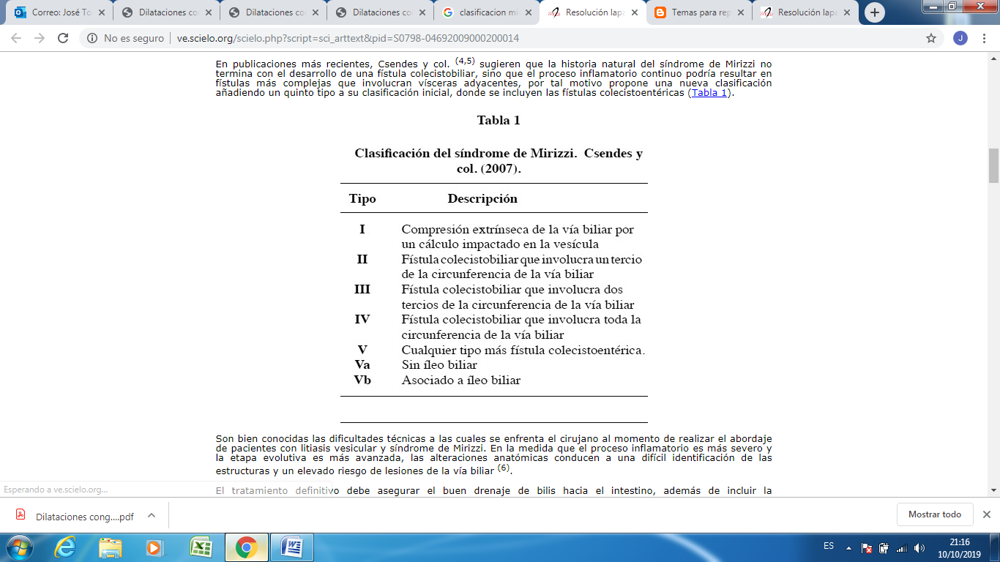 Correo: José To
Dilataciones co
Dilataciones co
Dilataciones co
clasificacion mi
Resolución lapa
Temas para rep
Resolución lapa
No es seguro | ve.scielo.org/scielo.php?script=sci_arttext&pid=S0798-04692009000200014
J
En publicaciones más recientes, Csendes y col. (4,5) sugieren que la historia natural del síndrome de Mirizzi no
termina con el desarrollo de una fístula colecistobiliar, sino que el proceso inflamatorio continuo podría resultar en
fístulas más complejas que involucran vísceras adyacentes, por tal motivo propone una nueva clasificación
añadiendo un quinto tipo a su clasificación inicial, donde se incluyen las fístulas colecistoentéricas (Tabla 1).
Tabla 1
Clasificación del síndrome de Mirizzi. Csendes y
col. (2007).
Tipo Descripción
I Compresión extrínseca de la vía biliar por
un cálculo impactado en la vesícula
II Fístula colecistobiliar que involucra un tercio
de la circunferencia de la vía biliar
III Fístula colecistobiliar que involucra dos
tercios de la circunferencia de la vía biliar
IV Fístula colecistobiliar que involucra toda la
circunferencia de la vía biliar
V Cualquier tipo más fístula colecistoentérica.
Va Sin íleo biliar
Vb Asociado a íleo biliar
Son bien conocidas las dificultades técnicas a las cuales se enfrenta el cirujano al momento de realizar el abordaje
de pacientes con litiasis vesicular y síndrome de Mirizzi. En la medida que el proceso inflamatorio es más severo y
la etapa evolutiva es más avanzada, las alteraciones anatómicas conducen a una difícil identificación de las
estructuras y un elevado riesgo de lesiones de la vía biliar (6).
Esperando a ve.scielo.org...
El tratamiento definitivo debe asegurar el buen drenaje de bilis hacia el intestino, además de incluir la
Dilataciones cong....pdf
Mostrar todo
ES
21:16
10/10/2019